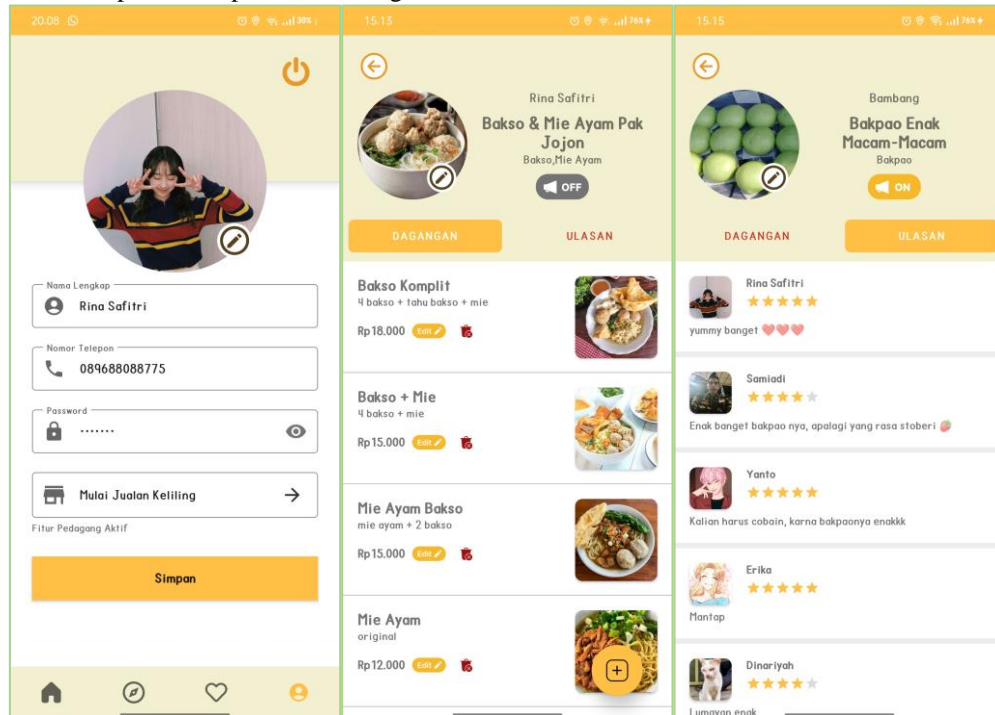 20.08
30%
Nama Lengkap
Rina Safitri
Nomor Telepon
089688088775
Password
.......
Mulai Jualan Keliling
Fitur Pedagang Aktif
Simpan
15.15
76%
Rina Safitri
Bakso & Mie Ayam Pak
Jojon
Bakso,Mie Ayam
OFF
DAGANGAN
ULASAN
Bakso Komplit
4 bakso + tahu bakso + mie
Rp18.000
Edit
Bakso + Mie
4 bakso + mie
Rp15.000
Edit
Mie Ayam Bakso
mie ayam + 2 bakso
Rp15.000
Edit
Mie Ayam
original
Rp12.000
Edit
15.15
76%
Bambang
Bakpao Enak
Macam-Macam
Bakpao
ON
DAGANGAN
ULASAN
Rina Safitri
yummy banget
Samiadi
Enak banget bakpao nya, apalagi yang rasa stoberi 🍓
Yanto
Kalian harus cobain, karna bakpaonya enakkk
Erika
Mantap
Dinariyah
Lumayan enak